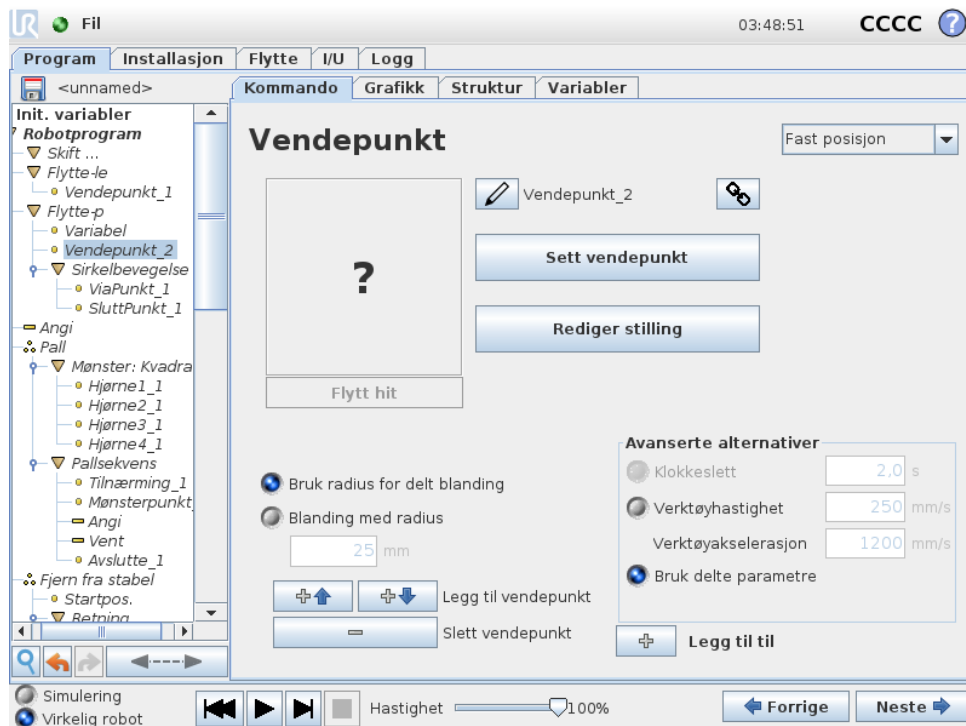 UR Fil 03:48:51 CCCC ?
Program Installasjon Flytte I/U Logg
<unnamed>
Kommando Grafikk Struktur Variabler
Init. variabler
Robotprogram
Skift ...
Flytte-le
Vendepunkt_1
Flytte-p
Variabel
Vendepunkt_2
Sirkelbevegelse
ViaPunkt_1
SluttPunkt_1
Angi
Pall
Mønster: Kvadra
Hjørne1_1
Hjørne2_1
Hjørne3_1
Hjørne4_1
Pallsekvens
Tilnærming_1
Mønsterpunkt
Angi
Vent
Avslutte_1
Fjern fra stabel
Startpos.
Retning
Vendepunkt
Fast posisjon
?
Flytt hit
Vendepunkt_2
Sett vendepunkt
Rediger stilling
Bruk radius for delt blanding
Blanding med radius
25 mm
Legg til vendepunkt
Slett vendepunkt
Avanserte alternativer
Klokkeslett 2,0 s
Verktøyhastighet 250 mm/s
Verktøyakselerasjon 1200 mm/s
Bruk delte parametre
Legg til til
Simulering
Virkelig robot
Hastighet 100%
Forrige Neste